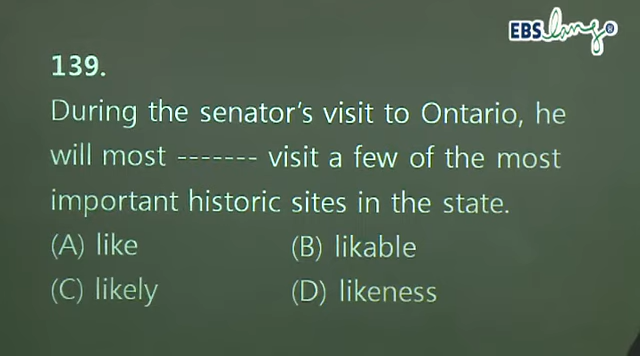 EBSlang®
139.
During the senator's visit to Ontario, he
will most ------- visit a few of the most
important historic sites in the state.
(A) like (B) likable
(C) likely (D) likeness